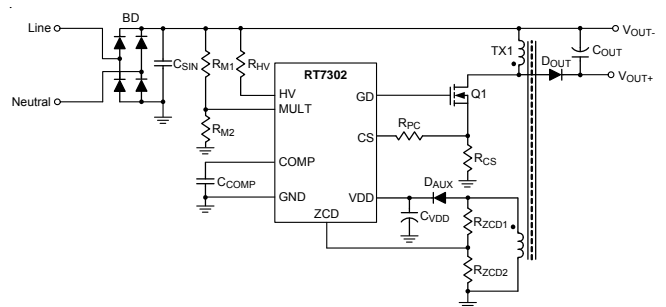 BD
Line
VOUT-
TX1
COUT
DOUT
CSIN
RM1
RHV
RT7302
VOUT+
HV
GD
Q1
Neutral
MULT
RPC
CS
RM2
RCS
COMP
DAUX
CCOMP
GND
VDD
CVDD
RZCD1
ZCD
RZCD2